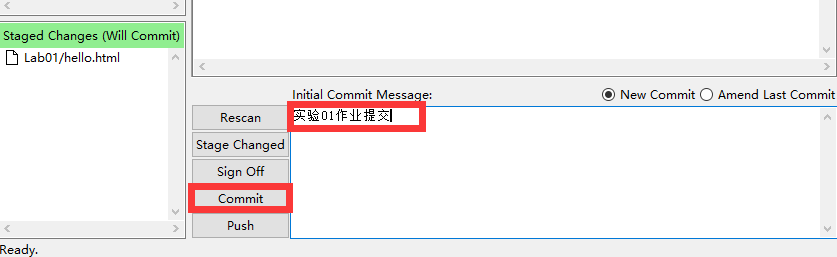 Staged Changes (Will Commit)
Lab01/hello.html
Initial Commit Message:
New Commit
Amend Last Commit
Rescan
实验01作业提交
Stage Changed
Sign Off
Commit
Push
Ready.